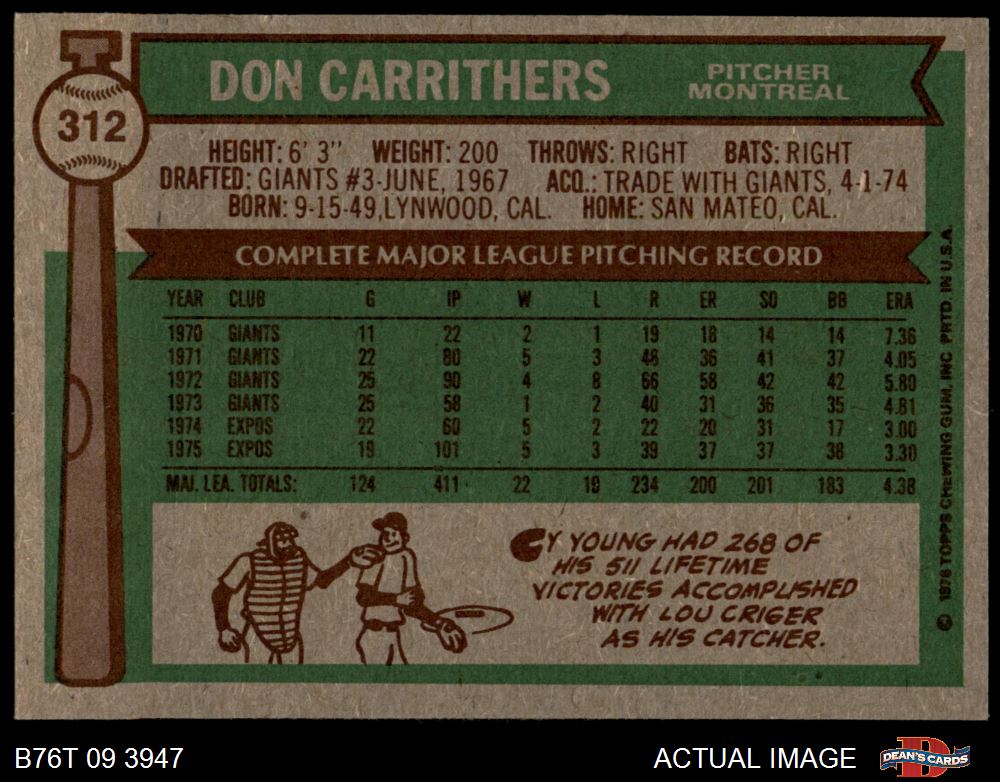 DON CARRITHERS
PITCHER
MONTREAL
312
HEIGHT: 6' 3" WEIGHT: 200 THROWS: RIGHT BATS: RIGHT
DRAFTED: GIANTS #3-JUNE, 1967 ACQ.: TRADE WITH GIANTS, 4-1-74
BORN: 9-15-49, LYNWOOD, CAL. HOME: SAN MATEO, CAL.
COMPLETE MAJOR LEAGUE PITCHING RECORD
YEAR CLUB G IP W L R ER SO BB ERA
1970 GIANTS 11 22 2 1 19 18 14 14 7.36
1971 GIANTS 22 80 5 3 46 36 41 37 4.05
1972 GIANTS 25 90 4 8 66 58 42 42 5.80
1973 GIANTS 25 58 1 2 40 31 36 35 4.81
1974 EXPOS 22 60 5 2 22 20 31 17 3.00
1975 EXPOS 19 101 5 3 39 37 37 38 3.30
MAJ. LEA. TOTALS: 124 411 22 19 234 200 201 183 4.38
CY YOUNG HAD 268 OF
HIS 511 LIFETIME
VICTORIES ACCOMPLISHED
WITH LOU CRIGER
AS HIS CATCHER.
© 1976 TOPPS CHEWING GUM, INC. PRTD. IN U.S.A.
B76T 09 3947
ACTUAL IMAGE
DEAN'S CARDS